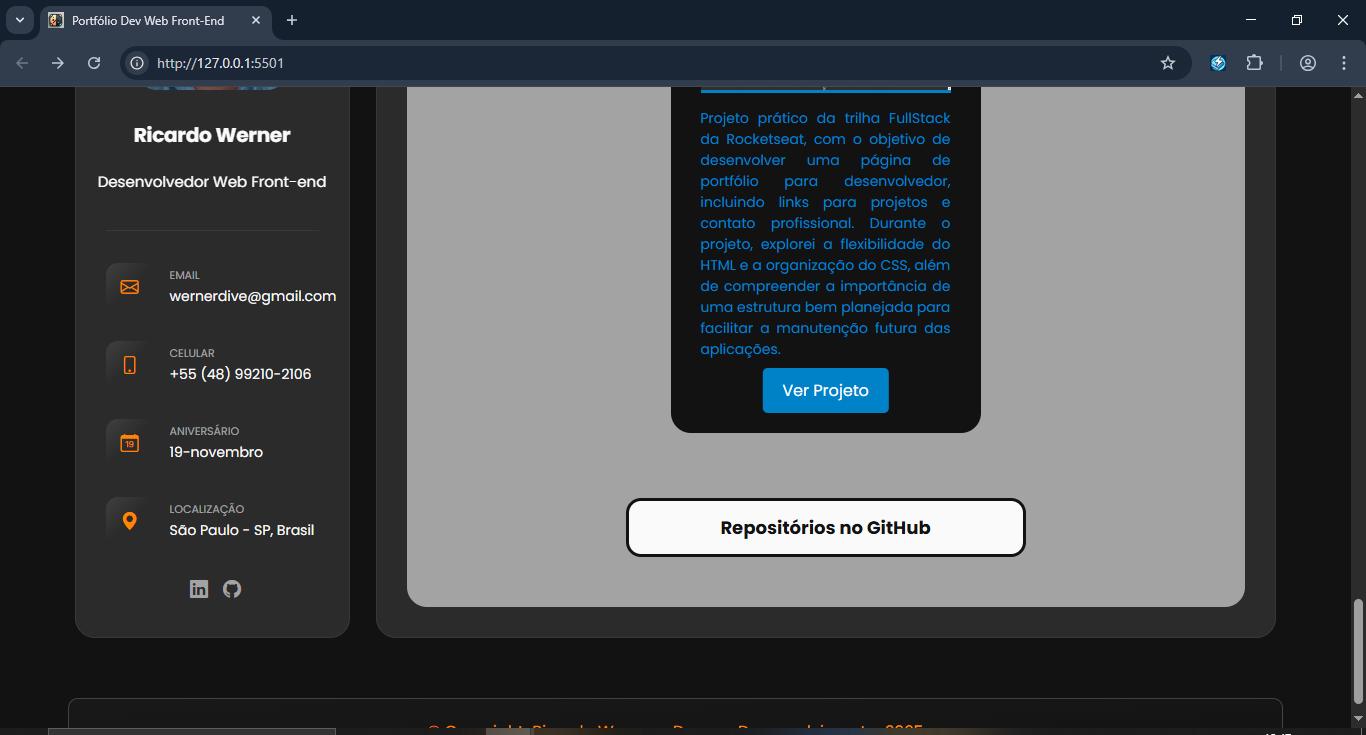 Portfólio Dev Web Front-End
http://127.0.0.1:5501
Ricardo Werner
Desenvolvedor Web Front-end
EMAIL
wernerdive@gmail.com
CELULAR
+55 (48) 99210-2106
ANIVERSÁRIO
19
19-novembro
LOCALIZAÇÃO
São Paulo - SP, Brasil
in
Projeto prático da trilha FullStack
da Rocketseat, com o objetivo de
desenvolver uma página de
portfólio para desenvolvedor,
incluindo links para projetos e
contato profissional. Durante o
projeto, explorei a flexibilidade do
HTML e a organização do CSS, além
de compreender a importância de
uma estrutura bem planejada para
facilitar a manutenção futura das
aplicações.
Ver Projeto
Repositórios no GitHub